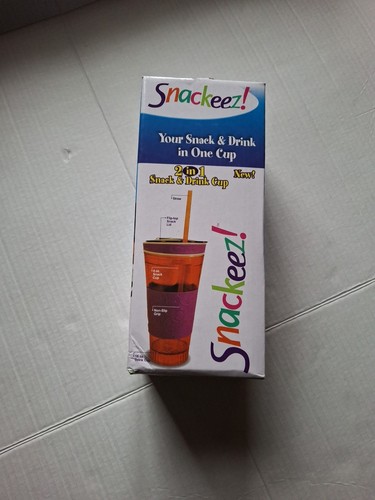 Snackeez!
Your Snack & Drink
in One Cup
2 in 1
Snack & Drink Cup
New!
Snackeez!